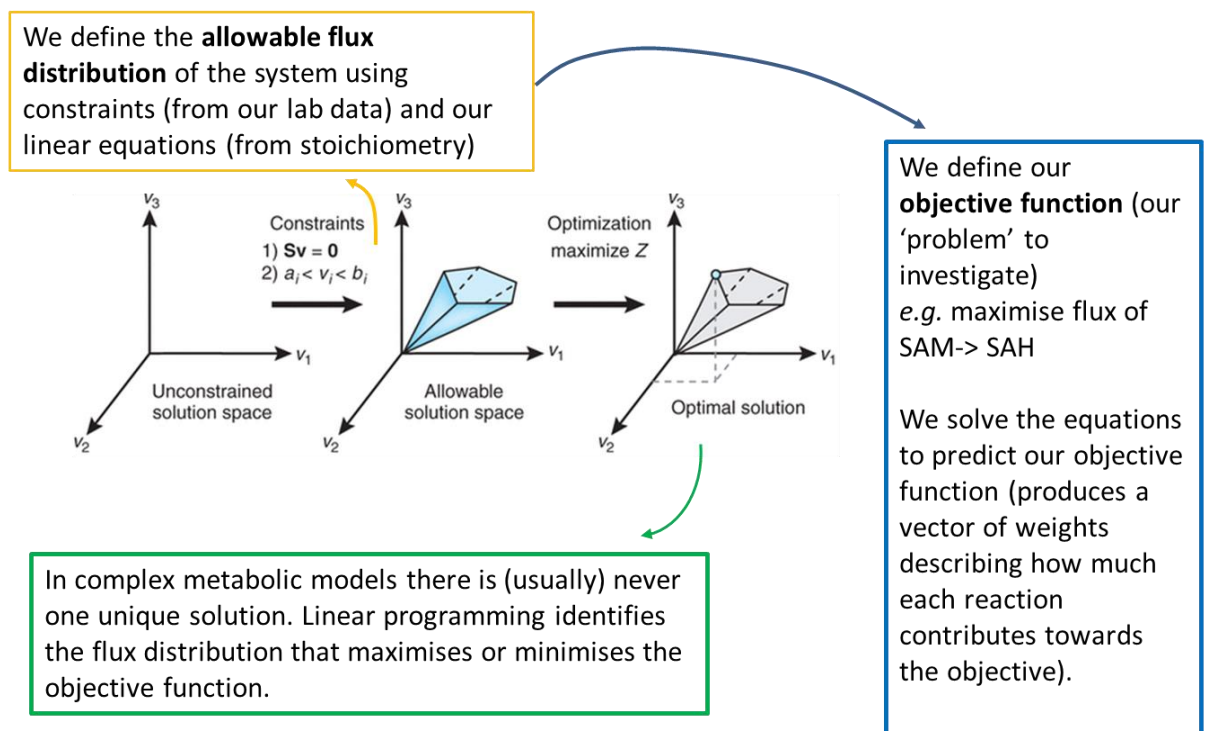 We define the allowable flux
distribution of the system using
constraints (from our lab data) and our
linear equations (from stoichiometry)
We define our
objective function (our
‘problem’ to
investigate)
e.g. maximise flux of
SAM-> SAH
We solve the equations
to predict our objective
function (produces a
vector of weights
describing how much
each reaction
contributes towards
the objective).
v3
v1
v2
Unconstrained
solution space
Constraints
1) Sv = 0
2) ai < vi < bi
v3
v1
v2
Allowable
solution space
Optimization
maximize Z
v3
v1
v2
Optimal solution
In complex metabolic models there is (usually) never
one unique solution. Linear programming identifies
the flux distribution that maximises or minimises the
objective function.